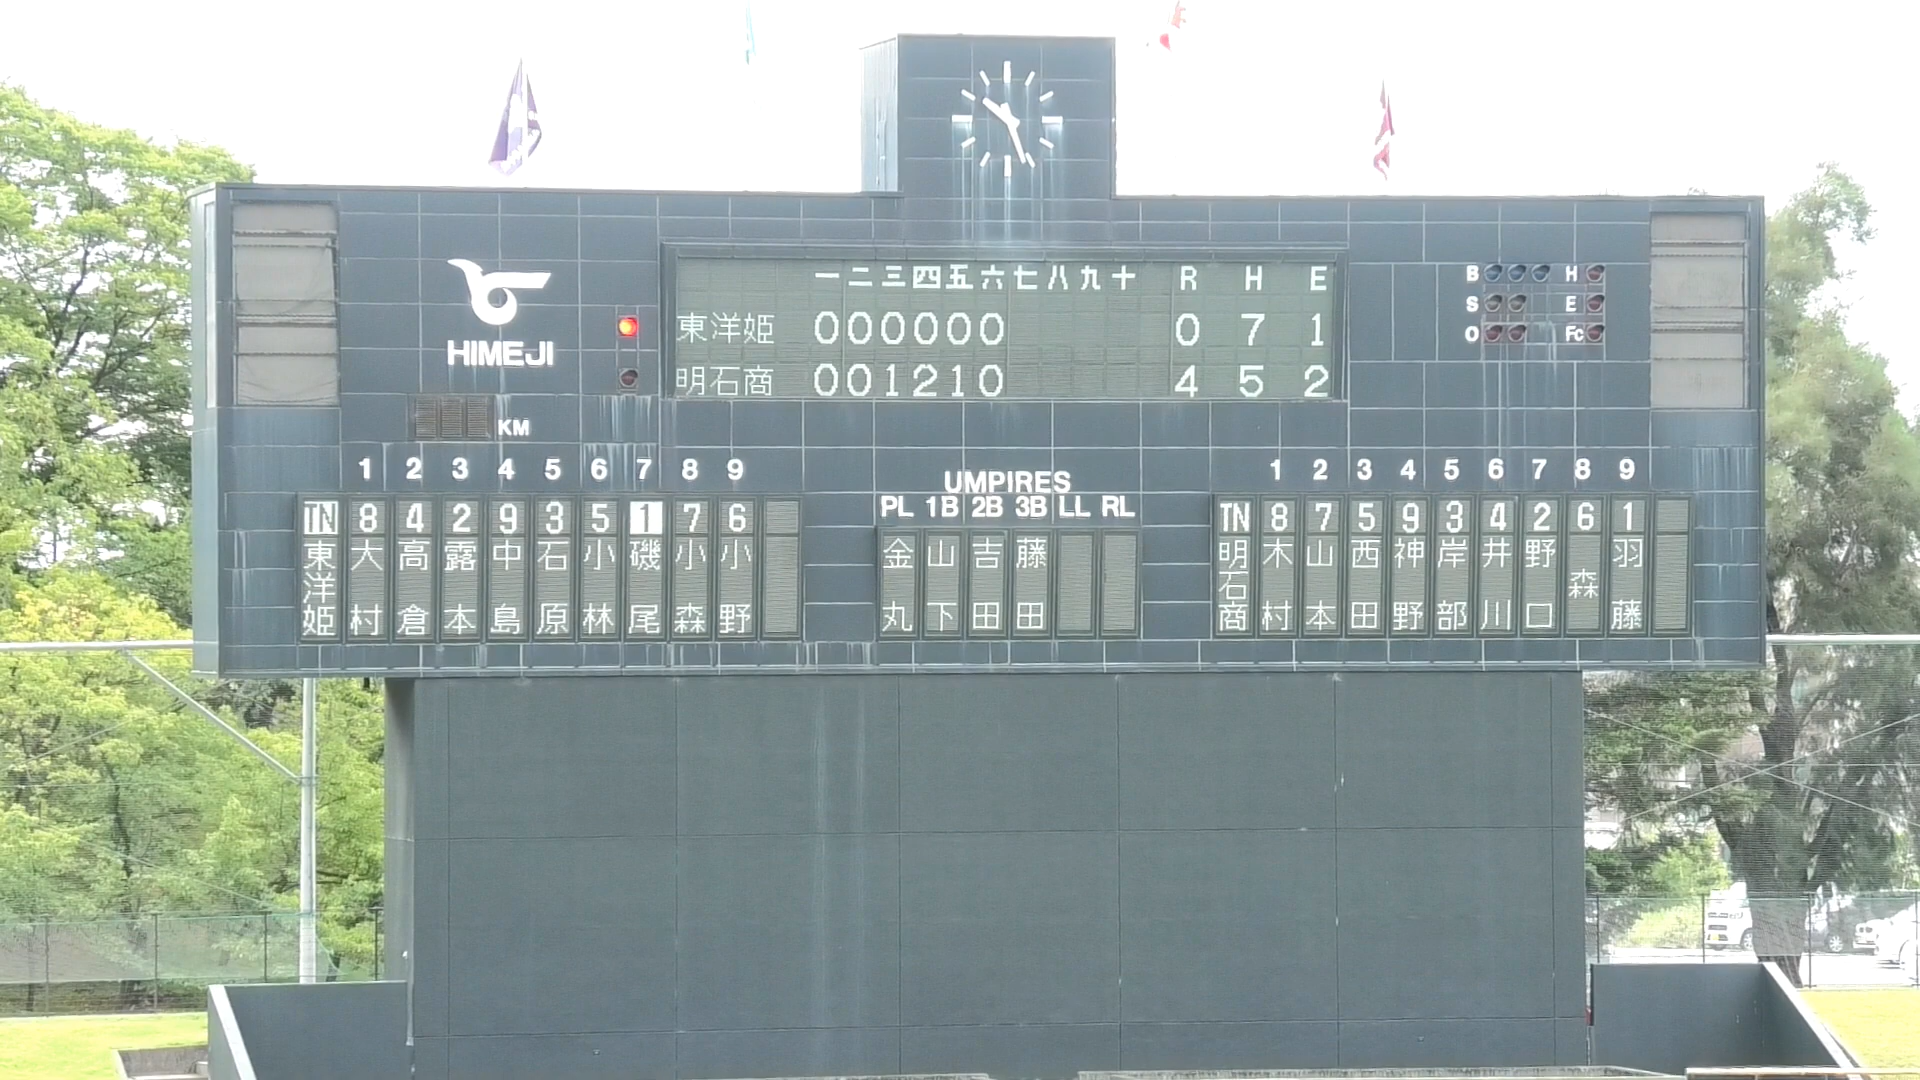 一二三四五六七八九十 R H E
東洋姫 000000 0 7 1
明石商 001210 4 5 2
HIMEJI
KM
B H
S E
O Fc
1 2 3 4 5 6 7 8 9
TN 8 4 2 9 3 5 1 7 6
東洋姫 大村 高倉 露本 中島 石原 小林 磯尾 小森 小野
UMPIRES
PL 1B 2B 3B LL RL
金丸 山下 吉田 藤田
1 2 3 4 5 6 7 8 9
TN 8 7 5 9 3 4 2 6 1
明石商 木村 山本 西田 神野 岸部 井川 野口 森 羽藤